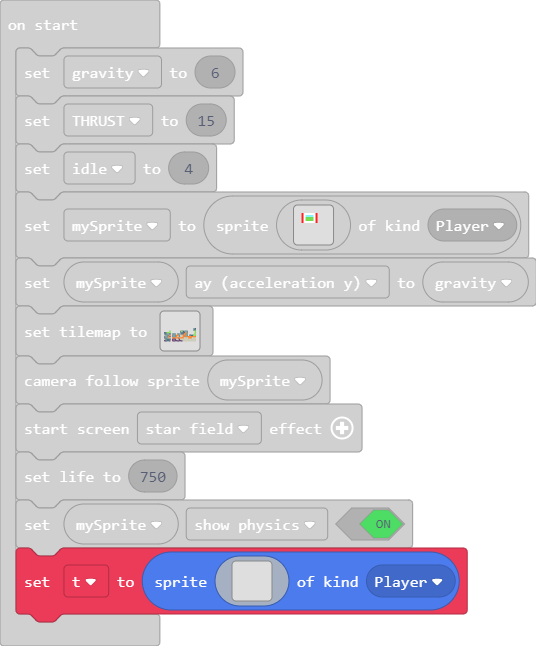 on start
set gravity to 6
set THRUST to 15
set idle to 4
set mySprite to sprite of kind Player
set mySprite ay (acceleration y) to gravity
set tilemap to
camera follow sprite mySprite
start screen star field effect
set life to 750
set mySprite show physics ON
set t to sprite of kind Player